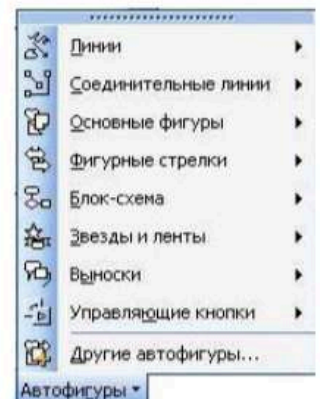 Линии
Соединительные линии
Основные фигуры
Фигурные стрелки
Блок-схема
Звезды и ленты
Выноски
Управляющие кнопки
Другие автофигуры...
Автофигуры